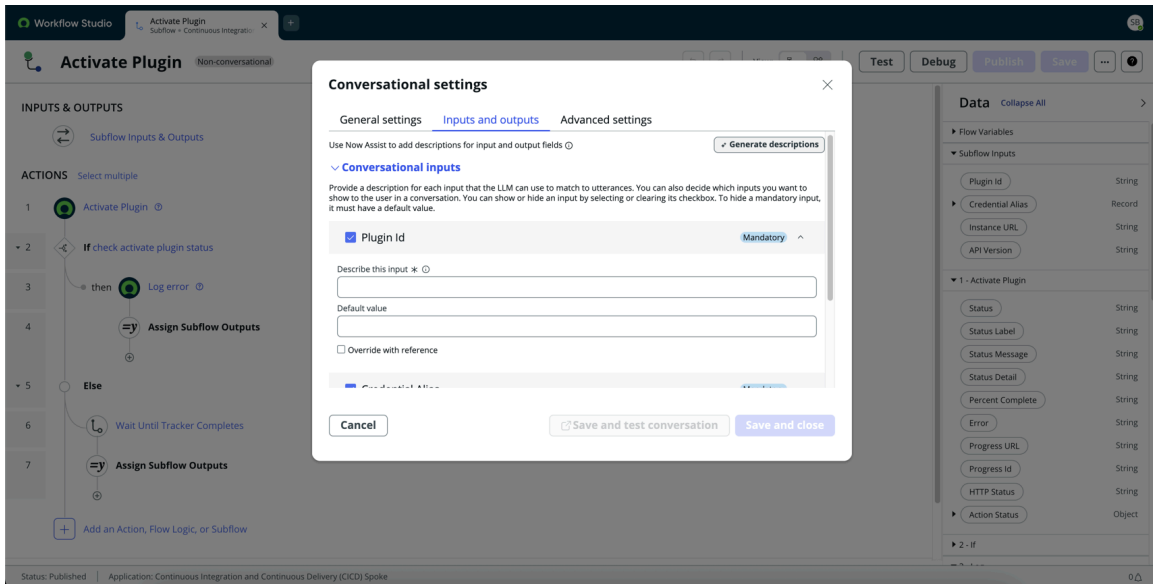 Workflow Studio
Activate Plugin
Subflow • Continuous Integratio
SB
Activate Plugin Non-conversational
Test Debug Publish Save
INPUTS & OUTPUTS
Subflow Inputs & Outputs
ACTIONS Select multiple
1 Activate Plugin
2 If check activate plugin status
3 then Log error
4 Assign Subflow Outputs
5 Else
6 Wait Until Tracker Completes
7 Assign Subflow Outputs
Add an Action, Flow Logic, or Subflow
Conversational settings
General settings Inputs and outputs Advanced settings
Use Now Assist to add descriptions for input and output fields
Generate descriptions
Conversational inputs
Provide a description for each input that the LLM can use to match to utterances. You can also decide which inputs you want to
show to the user in a conversation. You can show or hide an input by selecting or clearing its checkbox. To hide a mandatory input,
it must have a default value.
Plugin Id Mandatory
Describe this input *
Default value
Override with reference
Credential Alias Mandatory
Cancel Save and test conversation Save and close
Data Collapse All
Flow Variables
Subflow Inputs
Plugin Id String
Credential Alias Record
Instance URL String
API Version String
1 - Activate Plugin
Status String
Status Label String
Status Message String
Status Detail String
Percent Complete String
Error String
Progress URL String
Progress Id String
HTTP Status String
Action Status Object
2 - If
Status: Published Application: Continuous Integration and Continuous Delivery (CICD) Spoke 0